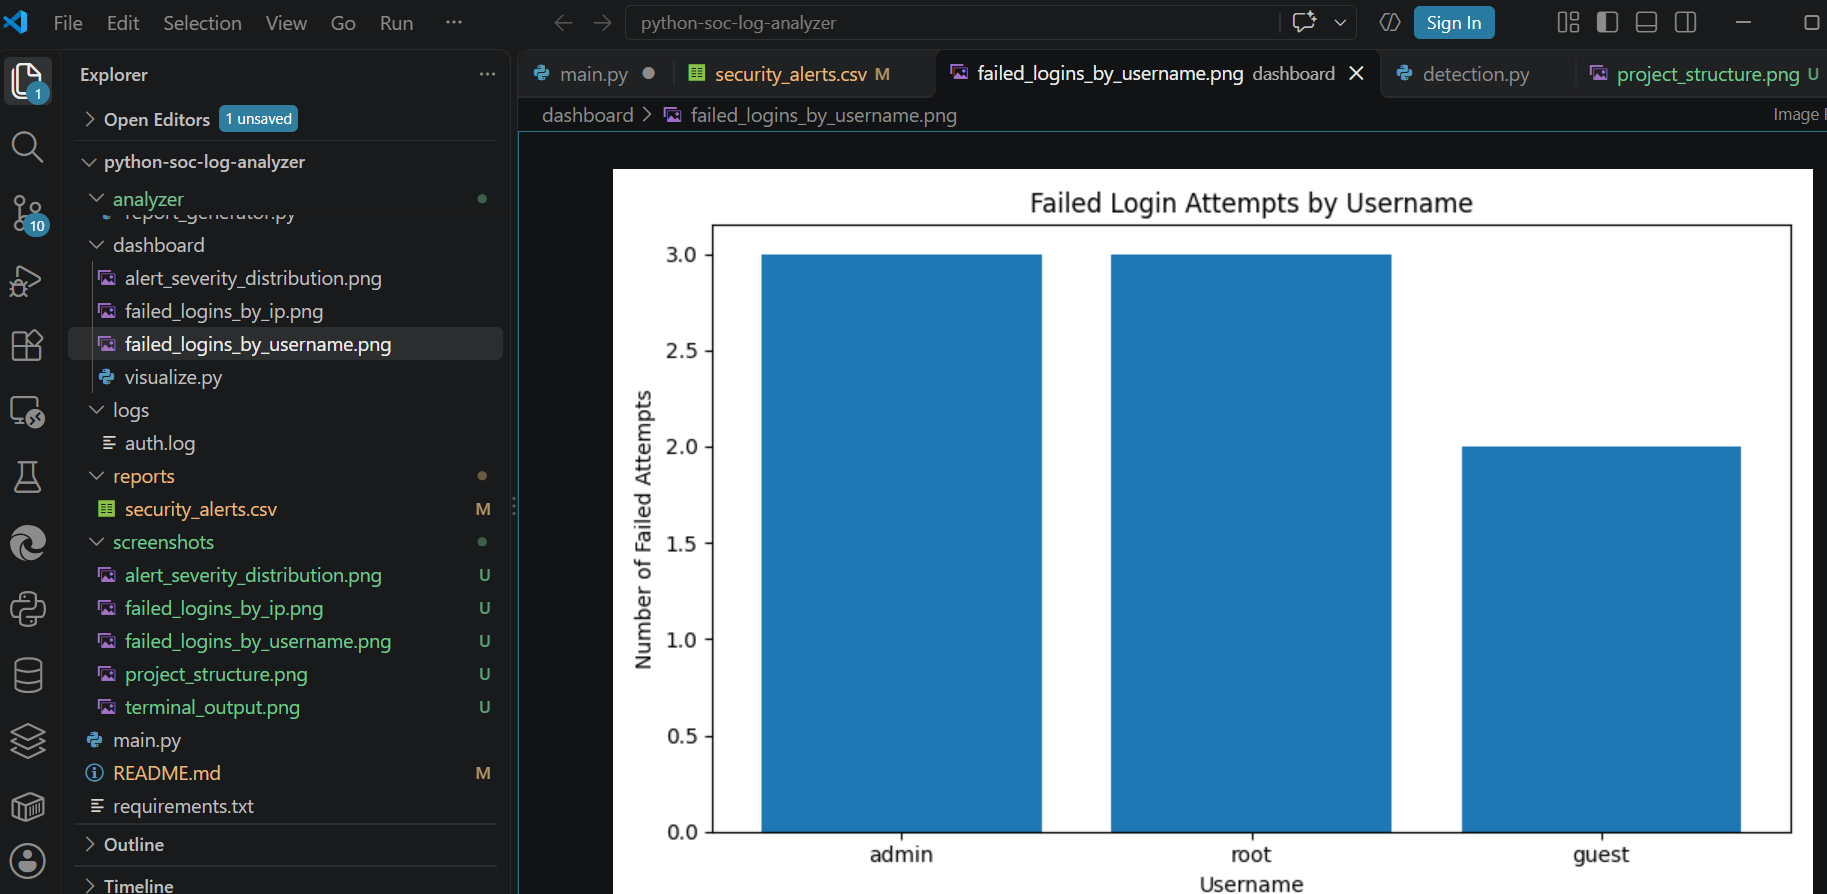 File Edit Selection View Go Run ···
python-soc-log-analyzer
Sign In
Explorer ···
Open Editors 1 unsaved
python-soc-log-analyzer
analyzer
report_generator.py
dashboard
alert_severity_distribution.png
failed_logins_by_ip.png
failed_logins_by_username.png
visualize.py
logs
auth.log
reports
security_alerts.csv M
screenshots
alert_severity_distribution.png U
failed_logins_by_ip.png U
failed_logins_by_username.png U
project_structure.png U
terminal_output.png U
main.py
README.md M
requirements.txt
Outline
Timeline
1
10
main.py
security_alerts.csv M
failed_logins_by_username.png dashboard
detection.py
project_structure.png U
dashboard > failed_logins_by_username.png
Image
Failed Login Attempts by Username
Number of Failed Attempts
3.0
2.5
2.0
1.5
1.0
0.5
0.0
admin root guest
Username